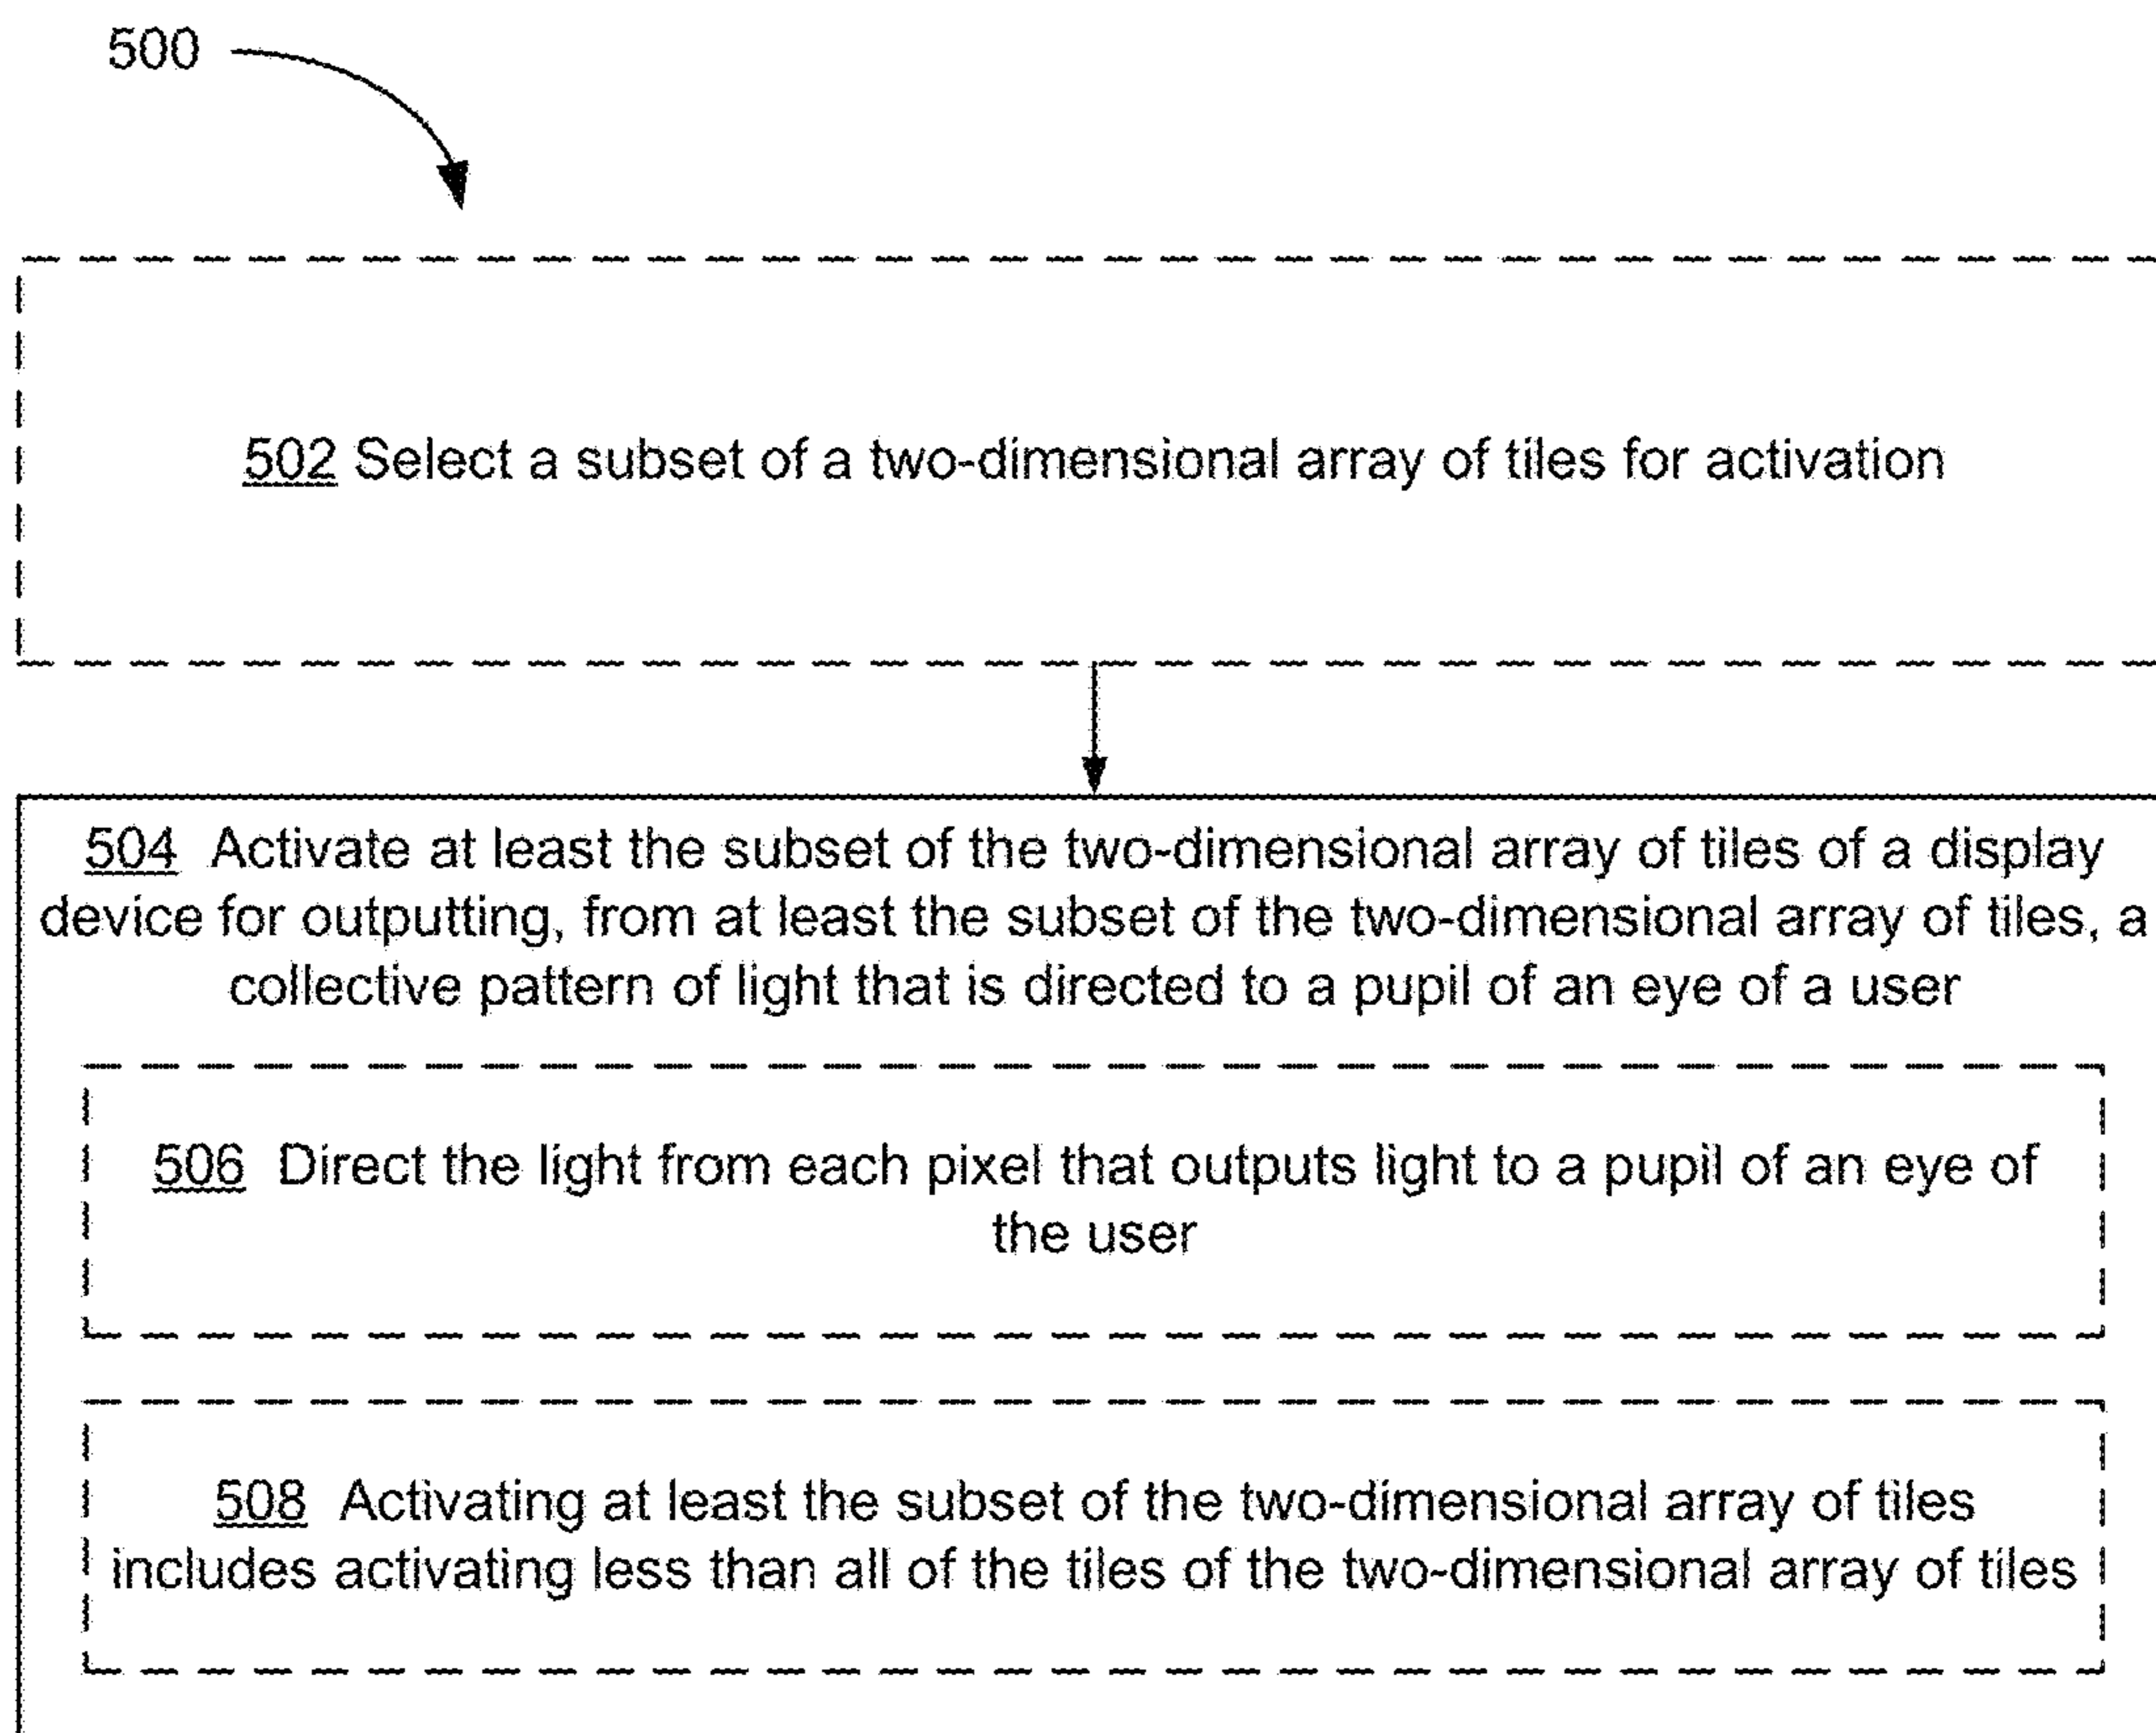 500
502 Select a subset of a two-dimensional array of tiles for activation
504 Activate at least the subset of the two-dimensional array of tiles of a display
device for outputting, from at least the subset of the two-dimensional array of tiles, a
collective pattern of light that is directed to a pupil of an eye of a user
506 Direct the light from each pixel that outputs light to a pupil of an eye of
the user
508 Activating at least the subset of the two-dimensional array of tiles
includes activating less than all of the tiles of the two-dimensional array of tiles